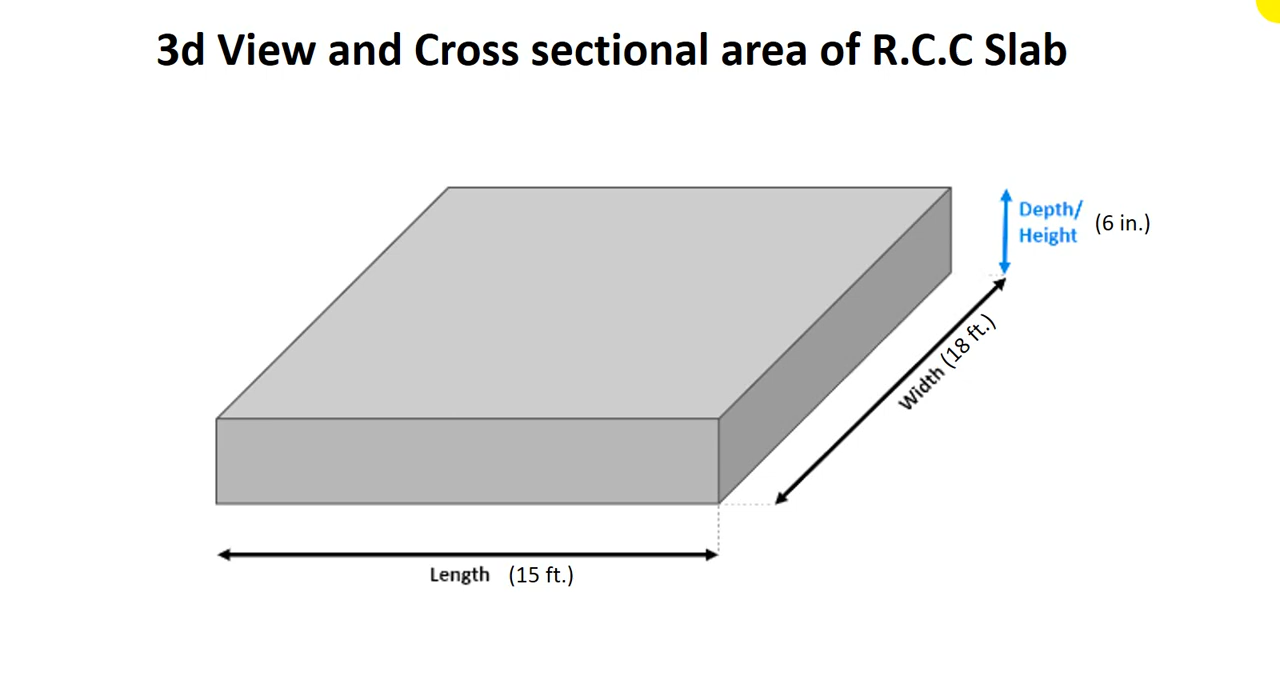 3d View and Cross sectional area of R.C.C Slab
Depth/
Height (6 in.)
Width (18 ft.)
Length (15 ft.)